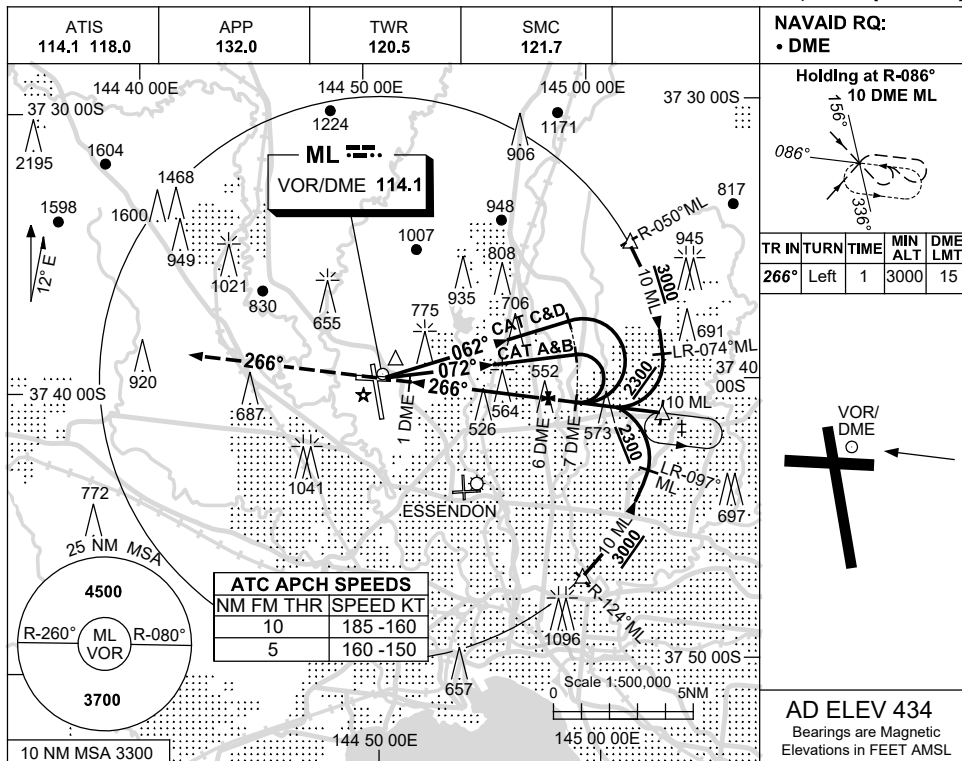 ATIS
114.1 118.0
APP
132.0
TWR
120.5
SMC
121.7
NAVAID RQ:
• DME
Holding at R-086°
10 DME ML
156°
086°
336°
TR IN TURN TIME MIN ALT DME LMT
266° Left 1 3000 15
144 40 00E
144 50 00E
145 00 00E
37 30 00S
37 30 00S
2195
1604
1224
1171
906
ML
VOR/DME 114.1
1468
1600
1598
949
1021
830
655
1007
948
808
935
706
775
817
945
691
R-050° ML
3000
10 ML
LR-074° ML
12° E
CAT C&D
062°
CAT A&B
072°
266°
266°
2300
37 40 00S
37 40 00S
920
687
1 DME
526
564
552
6 DME
7 DME
573
10 ML
2300
LR-097° ML
697
1041
ESSENDON
772
10 ML
3000
R-124° ML
1096
657
25 NM MSA
4500
R-260°
ML VOR
R-080°
3700
10 NM MSA 3300
ATC APCH SPEEDS
NM FM THR SPEED KT
10 185 -160
5 160 -150
37 50 00S
Scale 1:500,000
0 5NM
144 50 00E
145 00 00E
VOR/
DME
AD ELEV 434
Bearings are Magnetic
Elevations in FEET AMSL